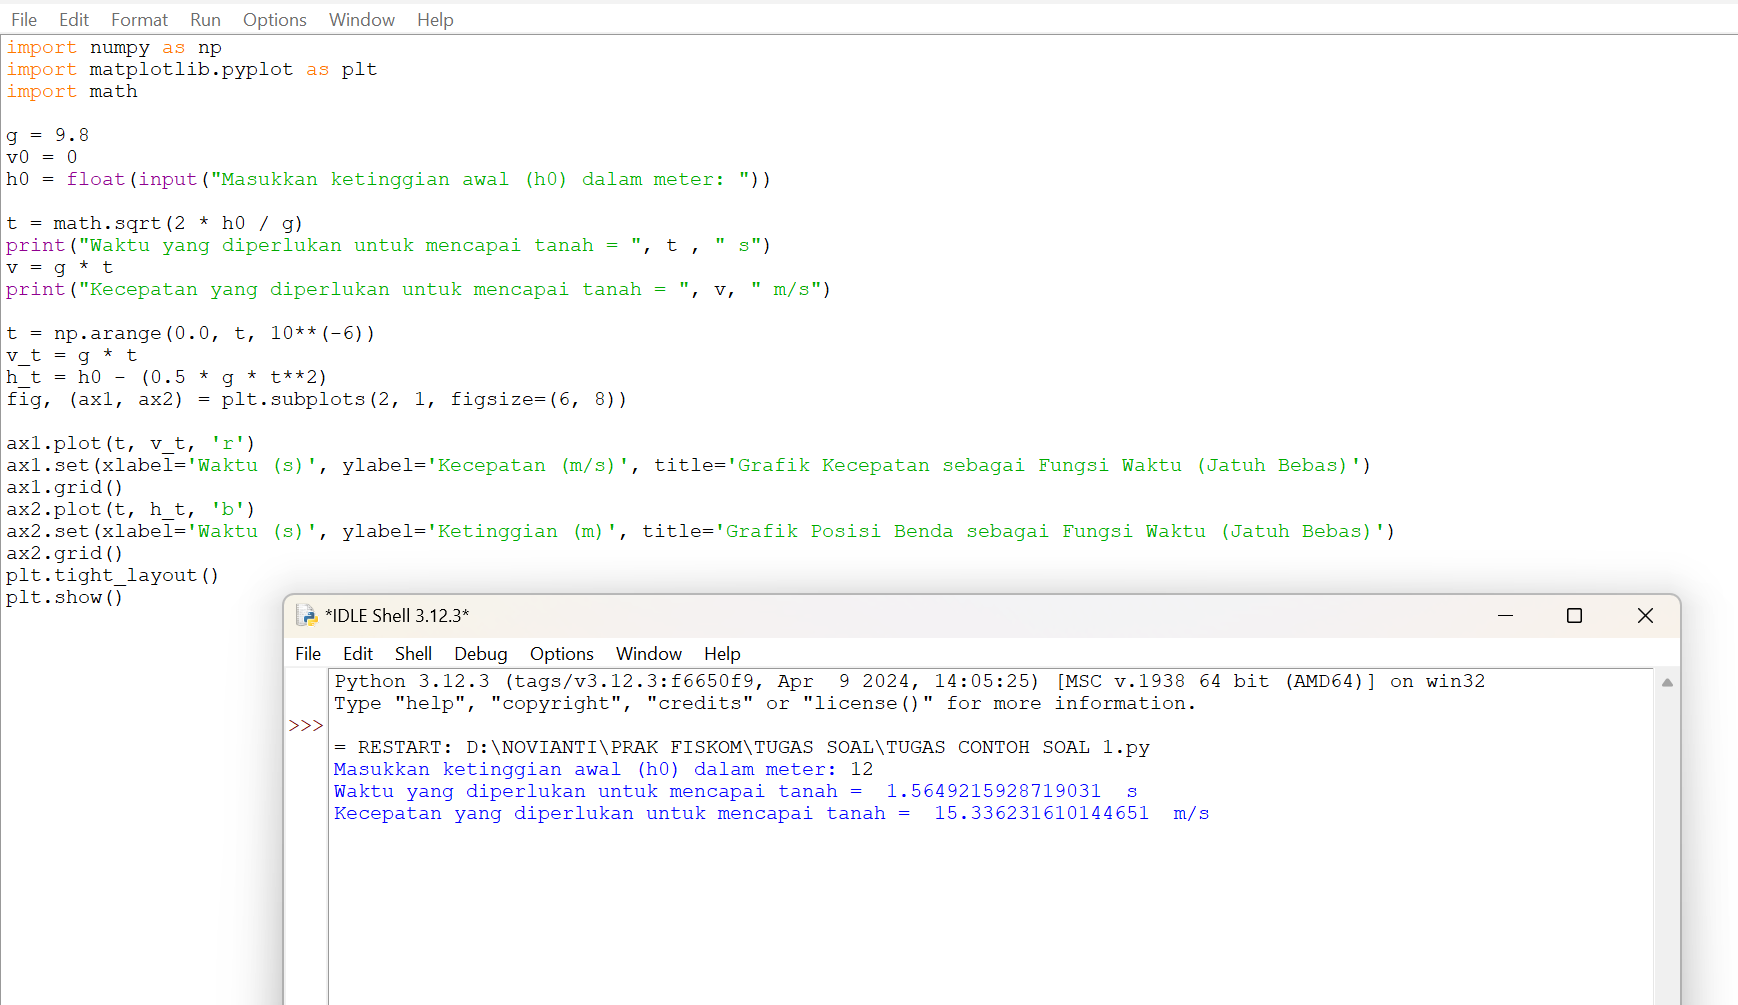 File Edit Format Run Options Window Help
import numpy as np
import matplotlib.pyplot as plt
import math
g = 9.8
v0 = 0
h0 = float(input("Masukkan ketinggian awal (h0) dalam meter: "))
t = math.sqrt(2 * h0 / g)
print("Waktu yang diperlukan untuk mencapai tanah = ", t , " s")
v = g * t
print("Kecepatan yang diperlukan untuk mencapai tanah = ", v, " m/s")
t = np.arange(0.0, t, 10**(-6))
v_t = g * t
h_t = h0 - (0.5 * g * t**2)
fig, (ax1, ax2) = plt.subplots(2, 1, figsize=(6, 8))
ax1.plot(t, v_t, 'r')
ax1.set(xlabel='Waktu (s)', ylabel='Kecepatan (m/s)', title='Grafik Kecepatan sebagai Fungsi Waktu (Jatuh Bebas)')
ax1.grid()
ax2.plot(t, h_t, 'b')
ax2.set(xlabel='Waktu (s)', ylabel='Ketinggian (m)', title='Grafik Posisi Benda sebagai Fungsi Waktu (Jatuh Bebas)')
ax2.grid()
plt.tight_layout()
plt.show()
*IDLE Shell 3.12.3*
File Edit Shell Debug Options Window Help
Python 3.12.3 (tags/v3.12.3:f6650f9, Apr  9 2024, 14:05:25) [MSC v.1938 64 bit (AMD64)] on win32
Type "help", "copyright", "credits" or "license()" for more information.
>>>
= RESTART: D:\NOVIANTI\PRAK FISKOM\TUGAS SOAL\TUGAS CONTOH SOAL 1.py
Masukkan ketinggian awal (h0) dalam meter: 12
Waktu yang diperlukan untuk mencapai tanah =  1.5649215928719031  s
Kecepatan yang diperlukan untuk mencapai tanah =  15.336231610144651  m/s